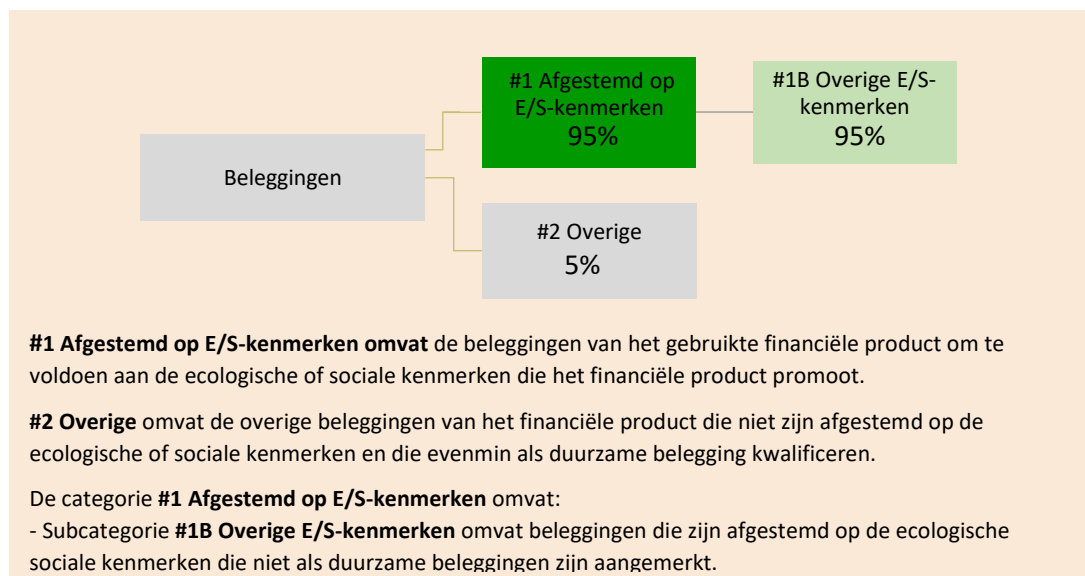 #1 Afgestemd op
E/S-kenmerken
95%
#1B Overige E/S-
kenmerken
95%
Beleggingen
#2 Overige
5%
#1 Afgestemd op E/S-kenmerken omvat de beleggingen van het gebruikte financiële product om te
voldoen aan de ecologische of sociale kenmerken die het financiële product promoot.
#2 Overige omvat de overige beleggingen van het financiële product die niet zijn afgestemd op de
ecologische of sociale kenmerken en die evenmin als duurzame belegging kwalificeren.
De categorie #1 Afgestemd op E/S-kenmerken omvat:
- Subcategorie #1B Overige E/S-kenmerken omvat beleggingen die zijn afgestemd op de ecologische
sociale kenmerken die niet als duurzame beleggingen zijn aangemerkt.